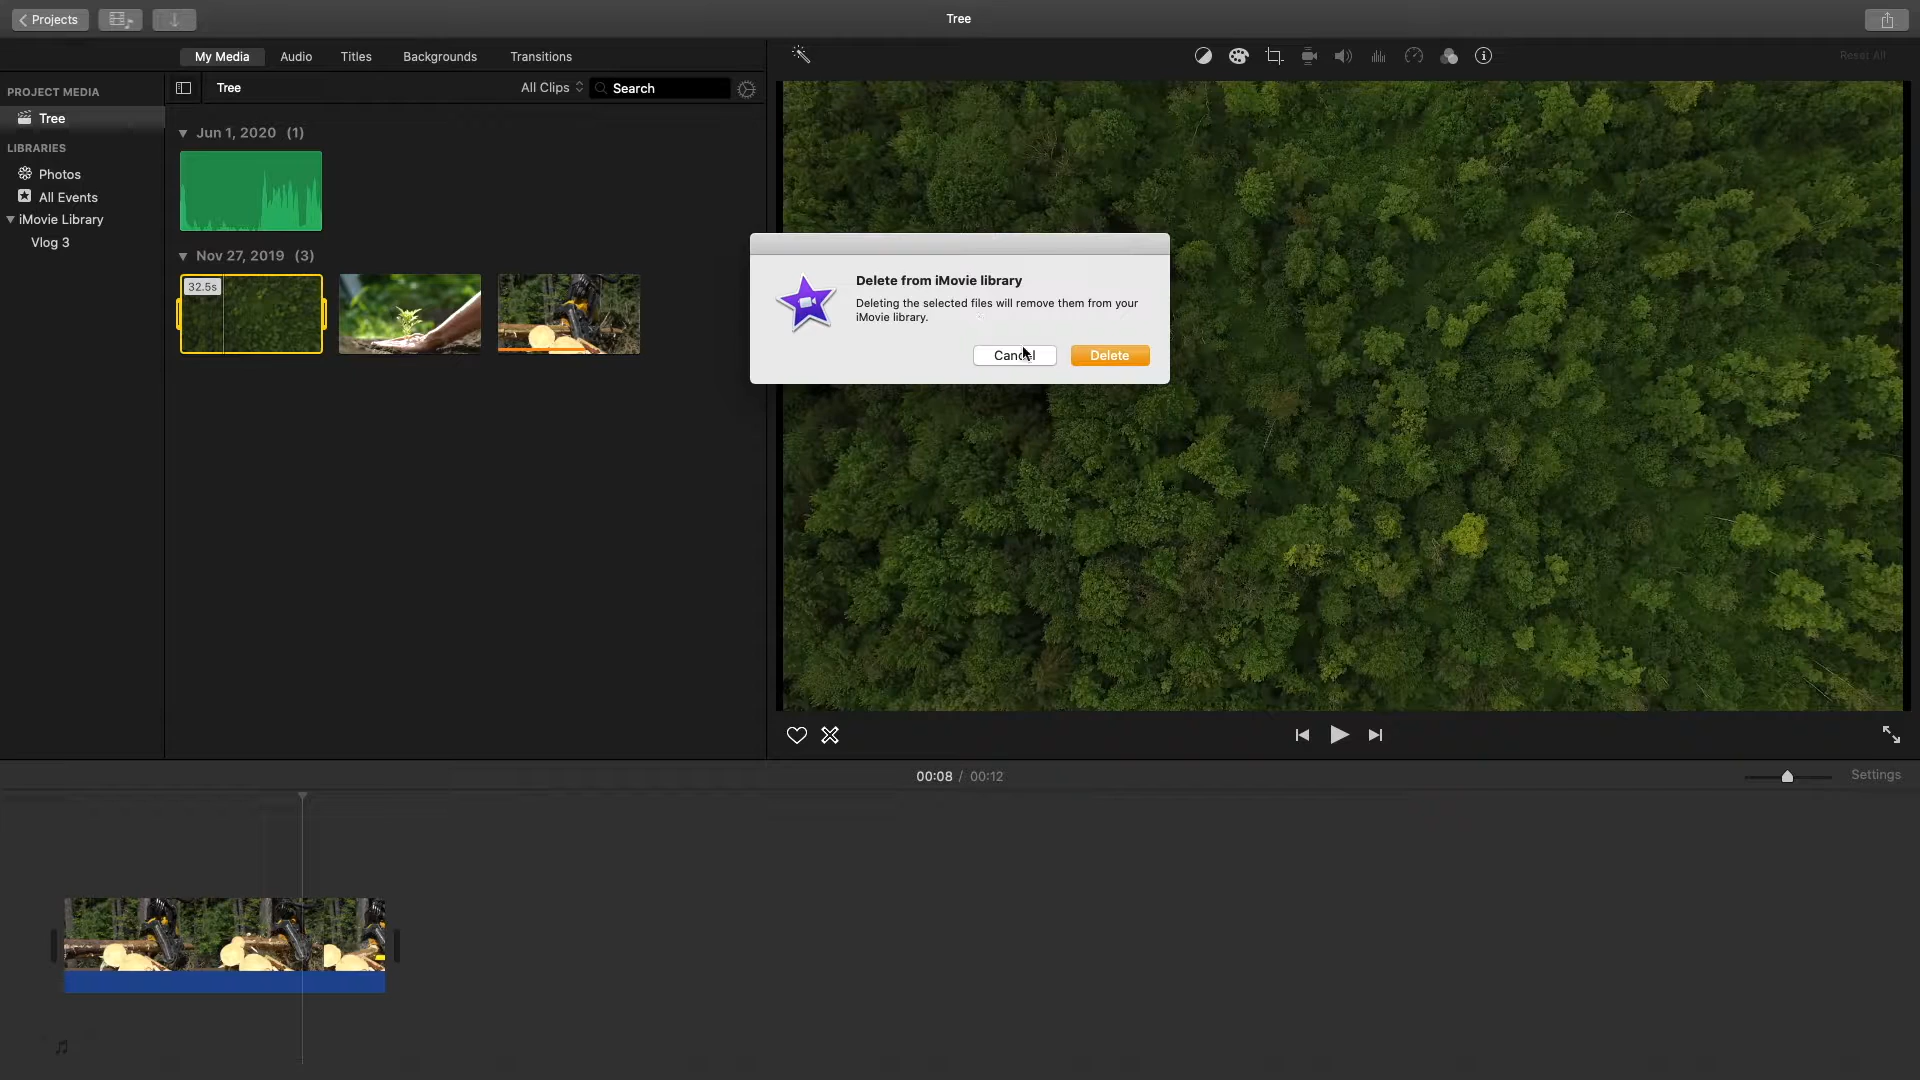 Projects
Tree
My Media Audio Titles Backgrounds Transitions
Reset All
PROJECT MEDIA
Tree
LIBRARIES
Photos
All Events
iMovie Library
Vlog 3
Tree
All Clips
Search
Jun 1, 2020 (1)
Nov 27, 2019 (3)
32.5s
Delete from iMovie library
Deleting the selected files will remove them from your
iMovie library.
Cancel Delete
00:08 / 00:12
Settings